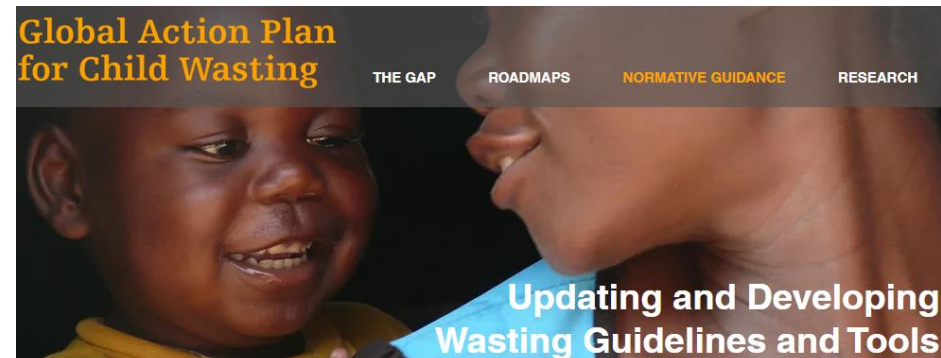 Global Action Plan
for Child Wasting
THE GAP ROADMAPS NORMATIVE GUIDANCE RESEARCH
Updating and Developing
Wasting Guidelines and Tools